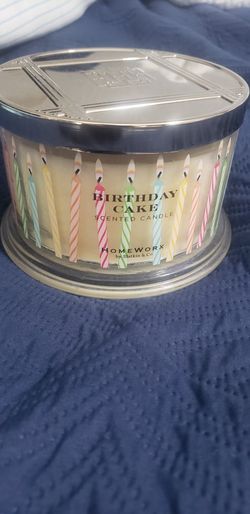 BIRTHDAY
CAKE
SCENTED CANDLE
HOMEWORX
by Slatkin & Co.